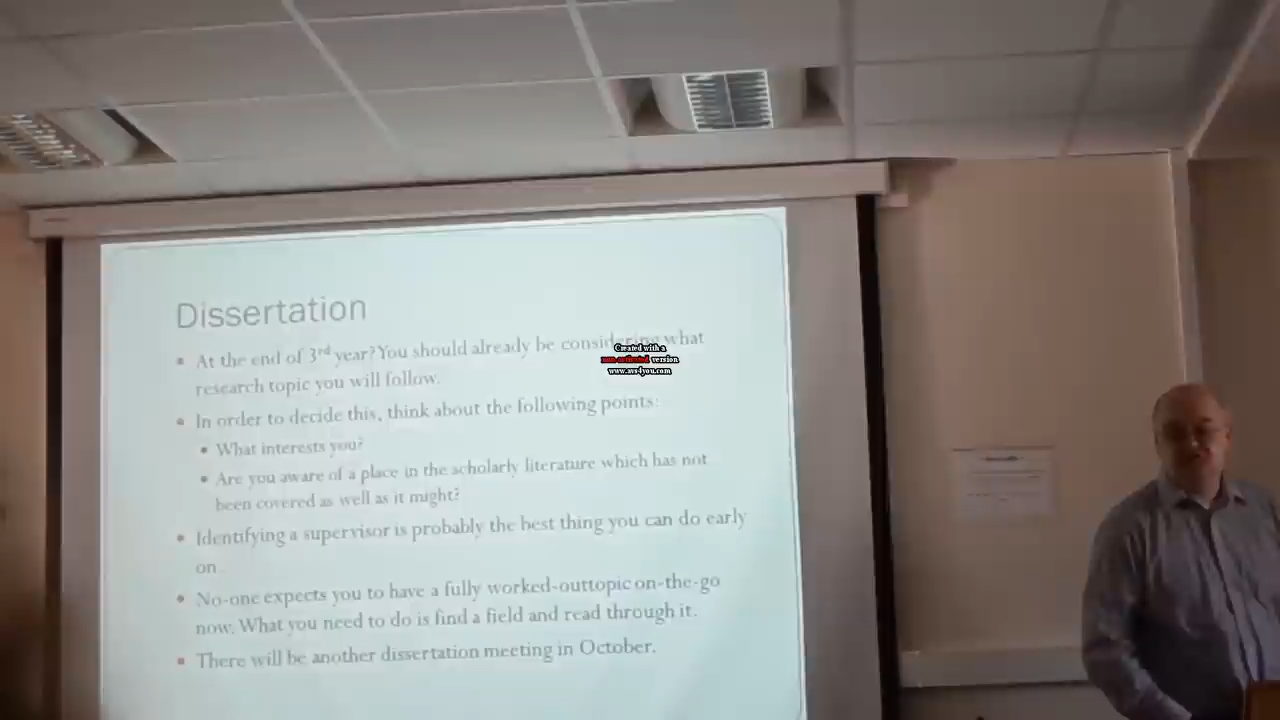 Dissertation
At the end of 3rd year? You should already be considering what
research topic you will follow.
In order to decide this, think about the following points:
What interests you?
Are you aware of a place in the scholarly literature which has not
been covered as well as it might?
Identifying a supervisor is probably the best thing you can do early
on.
No-one expects you to have a fully worked-outtopic on-the-go
now. What you need to do is find a field and read through it.
There will be another dissertation meeting in October.
Created with a
non-activated version
www.avs4you.com